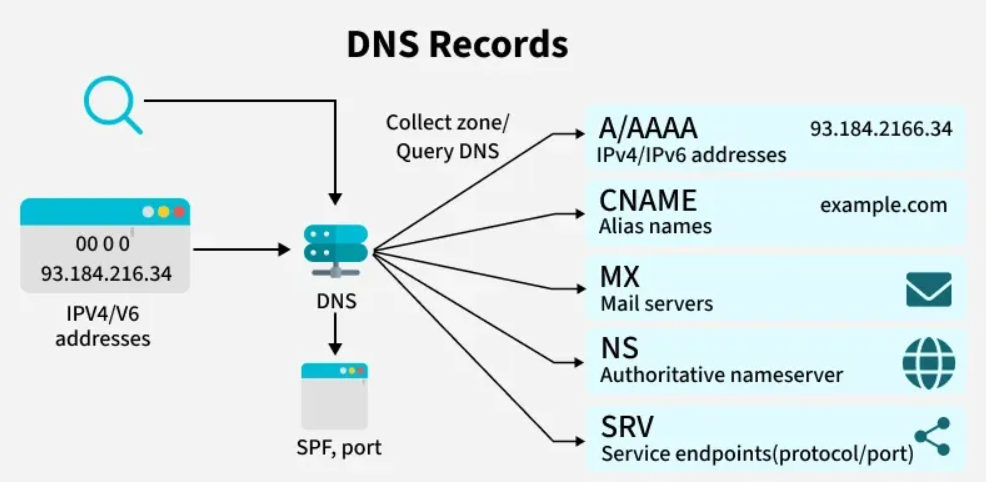 DNS Records
Collect zone/
Query DNS
00 0 0
93.184.216.34
IPV4/V6
addresses
DNS
SPF, port
A/AAAA
93.184.2166.34
IPv4/IPv6 addresses
CNAME
example.com
Alias names
MX
Mail servers
NS
Authoritative nameserver
SRV
Service endpoints(protocol/port)